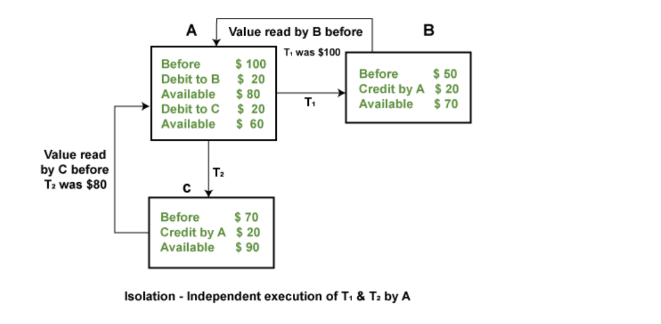 A
Value read by B before
B
T₁ was $100
Before $ 100
Debit to B $ 20
Available $ 80
Debit to C $ 20
Available $ 60
T₁
Before $ 50
Credit by A $ 20
Available $ 70
Value read
by C before
T₂ was $80
T₂
C
Before $ 70
Credit by A $ 20
Available $ 90
Isolation - Independent execution of T₁ & T₂ by A